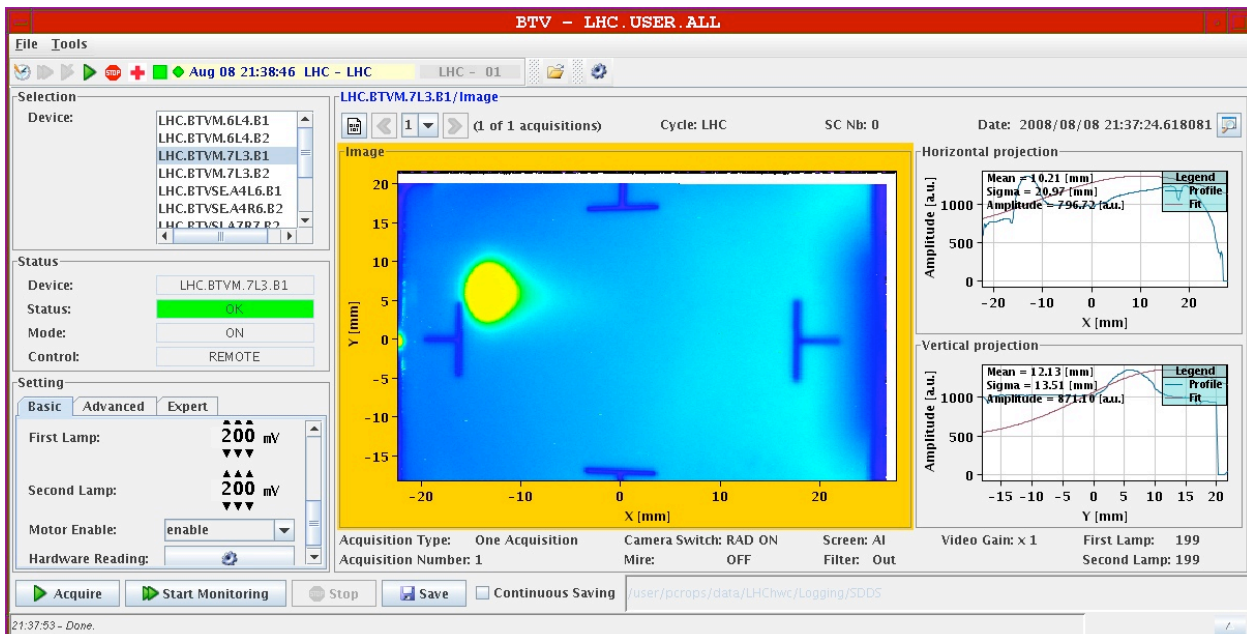 BTV - LHC.USER.ALL
File Tools
STOP Aug 08 21:38:46 LHC - LHC LHC - 01
Selection
Device:
LHC.BTVM.6L4.B1
LHC.BTVM.6L4.B2
LHC.BTVM.7L3.B1
LHC.BTVM.7L3.B2
LHC.BTVSE.A4L6.B1
LHC.BTVSE.A4R6.B2
LHC.BTVSI.A7R7.B2
Status
Device: LHC.BTVM.7L3.B1
Status: OK
Mode: ON
Control: REMOTE
Setting
Basic Advanced Expert
First Lamp: 200 mV
Second Lamp: 200 mV
Motor Enable: enable
Hardware Reading:
LHC.BTVM.7L3.B1/Image
1 (1 of 1 acquisitions) Cycle: LHC SC Nb: 0 Date: 2008/08/08 21:37:24.618081
Image
20
15
10
5
0
-5
-10
-15
Y [mm]
-20 -10 0 10 20
X [mm]
Horizontal projection
Mean = 10.21 [mm]
Sigma = 20.97 [mm]
Amplitude = 796.72 [a.u.]
Legend
Profile
Fit
1000
500
0
Amplitude [a.u.]
-20 -10 0 10 20
X [mm]
Vertical projection
Mean = 12.13 [mm]
Sigma = 13.51 [mm]
Amplitude = 871.10 [a.u.]
Legend
Profile
Fit
1000
500
0
Amplitude [a.u.]
-15 -10 -5 0 5 10 15 20
Y [mm]
Acquisition Type: One Acquisition Camera Switch: RAD ON Screen: Al Video Gain: x 1 First Lamp: 199
Acquisition Number: 1 Mire: OFF Filter: Out Second Lamp: 199
Acquire Start Monitoring Stop Save Continuous Saving /user/pcrops/data/LHChwc/Logging/SDDS
21:37:53 - Done.